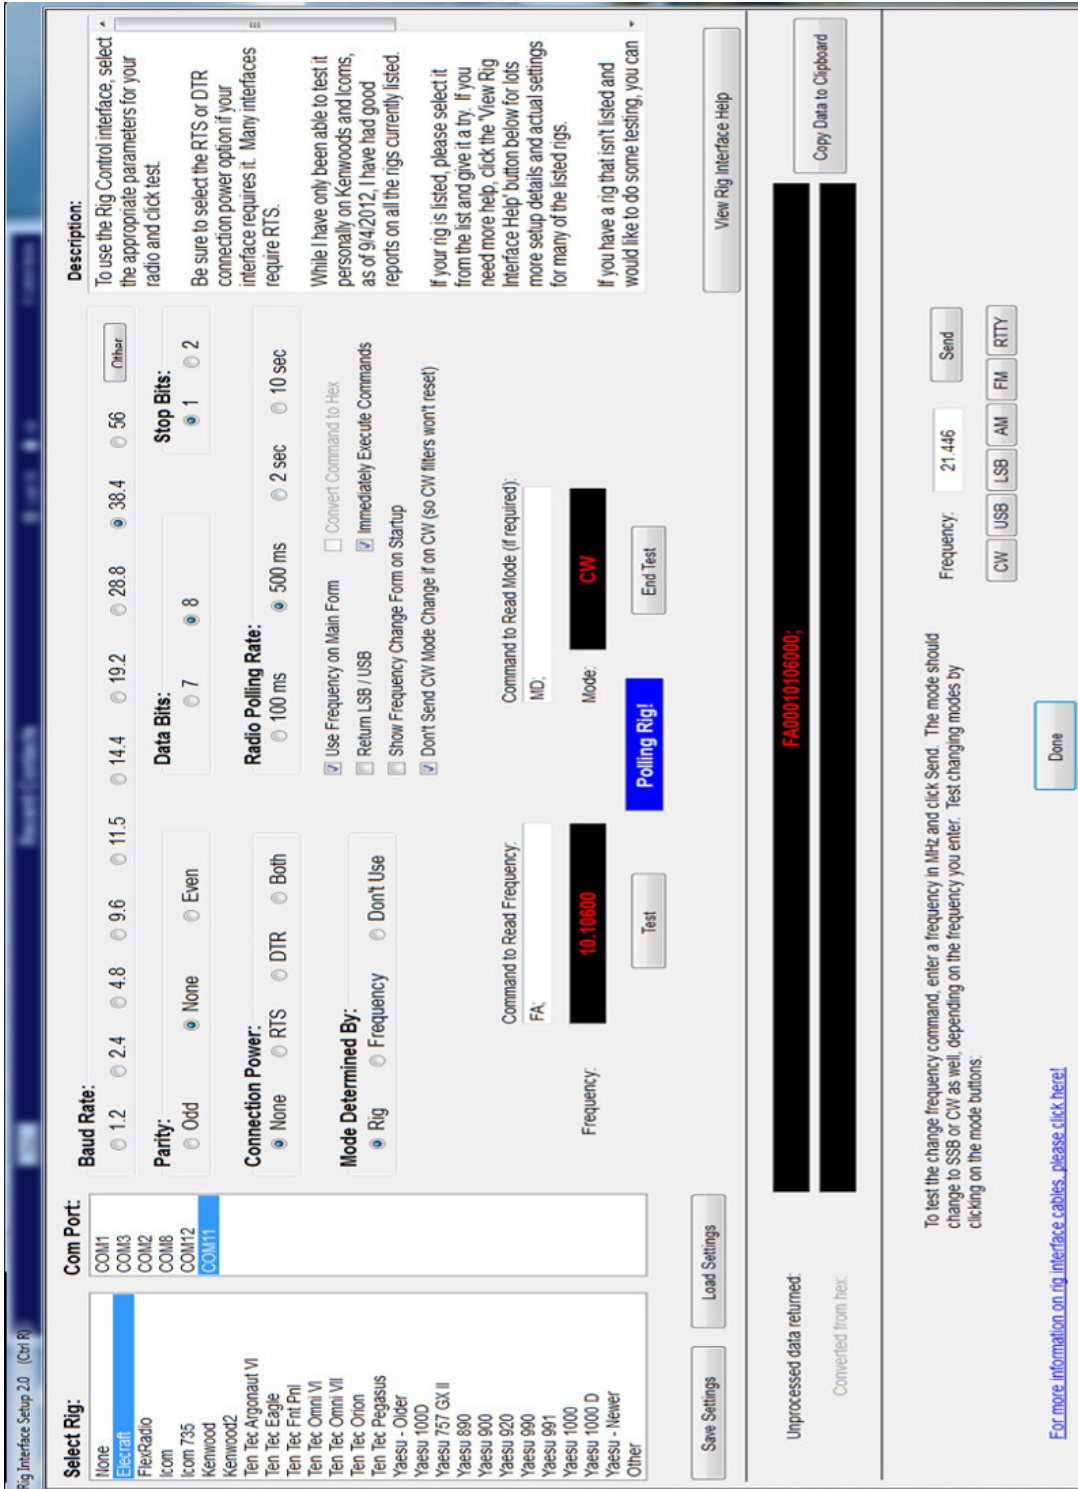 Rig Interface Setup 2.0 (Ctrl R)
Select Rig:
None
Elecraft
FlexRadio
Icom
Icom 735
Kenwood
Kenwood2
Ten Tec Argonaut VI
Ten Tec Eagle
Ten Tec Fnt Pnl
Ten Tec Omni VI
Ten Tec Omni VII
Ten Tec Orion
Ten Tec Pegasus
Yaesu - Older
Yaesu 100D
Yaesu 757 GX II
Yaesu 890
Yaesu 900
Yaesu 920
Yaesu 990
Yaesu 991
Yaesu 1000
Yaesu 1000 D
Yaesu - Newer
Other
Com Port:
COM1
COM3
COM2
COM8
COM12
COM11
Save Settings
Load Settings
Baud Rate:
1.2 2.4 4.8 9.6 11.5 14.4 19.2 28.8 38.4 56 Other
Parity:
Odd None Even
Data Bits:
7 8
Stop Bits:
1 2
Connection Power:
None RTS DTR Both
Radio Polling Rate:
100 ms 500 ms 2 sec 10 sec
Mode Determined By:
Rig Frequency Don't Use
Use Frequency on Main Form Convert Command to Hex
Return LSB / USB Immediately Execute Commands
Show Frequency Change Form on Startup
Don't Send CW Mode Change if on CW (so CW filters won't reset)
Command to Read Frequency:
FA;
Command to Read Mode (if required):
MD;
Frequency: 10.10600
Mode: CW
Test
Polling Rig!
End Test
Description:
To use the Rig Control interface, select
the appropriate parameters for your
radio and click test.
Be sure to select the RTS or DTR
connection power option if your
interface requires it. Many interfaces
require RTS.
While I have only been able to test it
personally on Kenwoods and Icoms,
as of 9/4/2012, I have had good
reports on all the rigs currently listed.
If your rig is listed, please select it
from the list and give it a try. If you
need more help, click the 'View Rig
Interface Help' button below for lots
more setup details and actual settings
for many of the listed rigs.
If you have a rig that isn't listed and
would like to do some testing, you can
View Rig Interface Help
Unprocessed data returned: FA00010106000;
Converted from hex:
Copy Data to Clipboard
To test the change frequency command, enter a frequency in MHz and click Send. The mode should
change to SSB or CW as well, depending on the frequency you enter. Test changing modes by
clicking on the mode buttons:
Frequency: 21.446 Send
CW USB LSB AM FM RTTY
For more information on rig interface cables, please click here!
Done